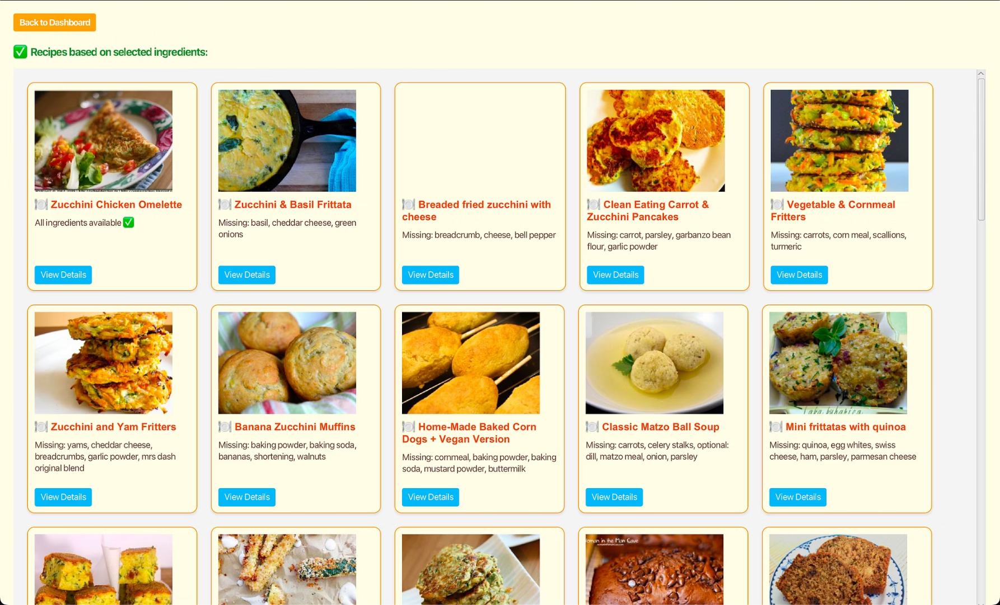 Back to Dashboard
✅ Recipes based on selected ingredients:
🍽️ Zucchini Chicken Omelette
All ingredients available ✅
View Details
🍽️ Zucchini & Basil Frittata
Missing: basil, cheddar cheese, green
onions
View Details
🍽️ Breaded fried zucchini with
cheese
Missing: breadcrumb, cheese, bell pepper
View Details
🍽️ Clean Eating Carrot &
Zucchini Pancakes
Missing: carrot, parsley, garbanzo bean
flour, garlic powder
View Details
🍽️ Vegetable & Cornmeal
Fritters
Missing: carrots, corn meal, scallions,
turmeric
View Details
🍽️ Zucchini and Yam Fritters
Missing: yams, cheddar cheese,
breadcrumbs, garlic powder, mrs dash
original blend
View Details
🍽️ Banana Zucchini Muffins
Missing: baking powder, baking soda,
bananas, shortening, walnuts
View Details
🍽️ Home-Made Baked Corn
Dogs + Vegan Version
Missing: cornmeal, baking powder, baking
soda, mustard powder, buttermilk
View Details
🍽️ Classic Matzo Ball Soup
Missing: carrots, celery stalks, optional:
dill, matzo meal, onion, parsley
View Details
🍽️ Mini frittatas with quinoa
Missing: quinoa, egg whites, swiss
cheese, ham, parsley, parmesan cheese
View Details
in the Man Cave